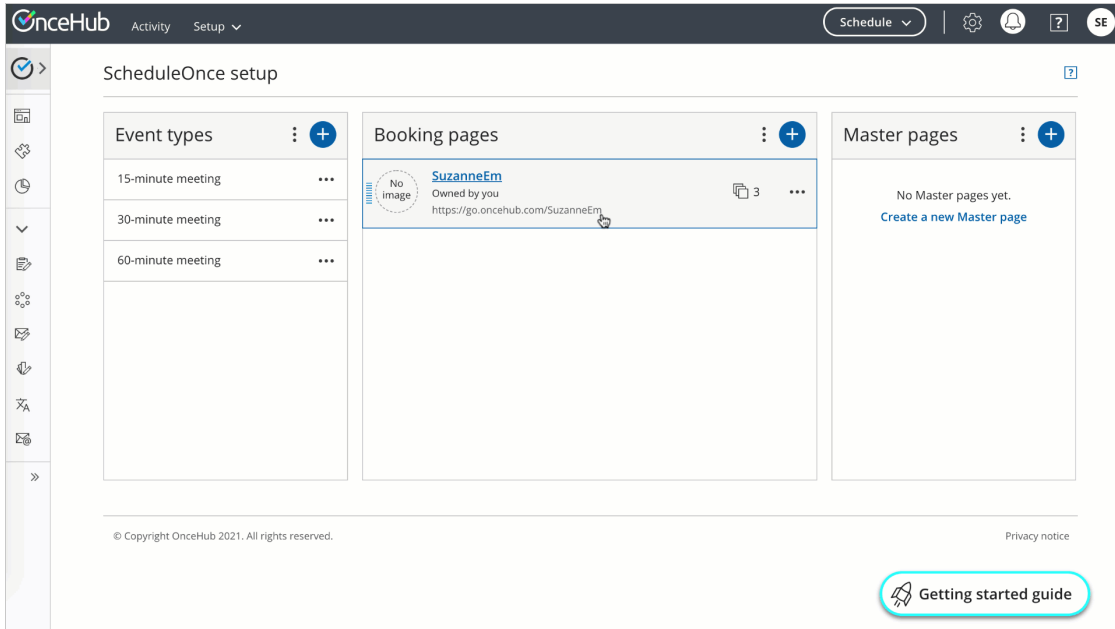 OnceHub Activity Setup Schedule ? SE
ScheduleOnce setup ?
Event types
15-minute meeting
30-minute meeting
60-minute meeting
Booking pages
No image
SuzanneEm
Owned by you
https://go.oncehub.com/SuzanneEm
3
Master pages
No Master pages yet.
Create a new Master page
© Copyright OnceHub 2021. All rights reserved.
Privacy notice
Getting started guide